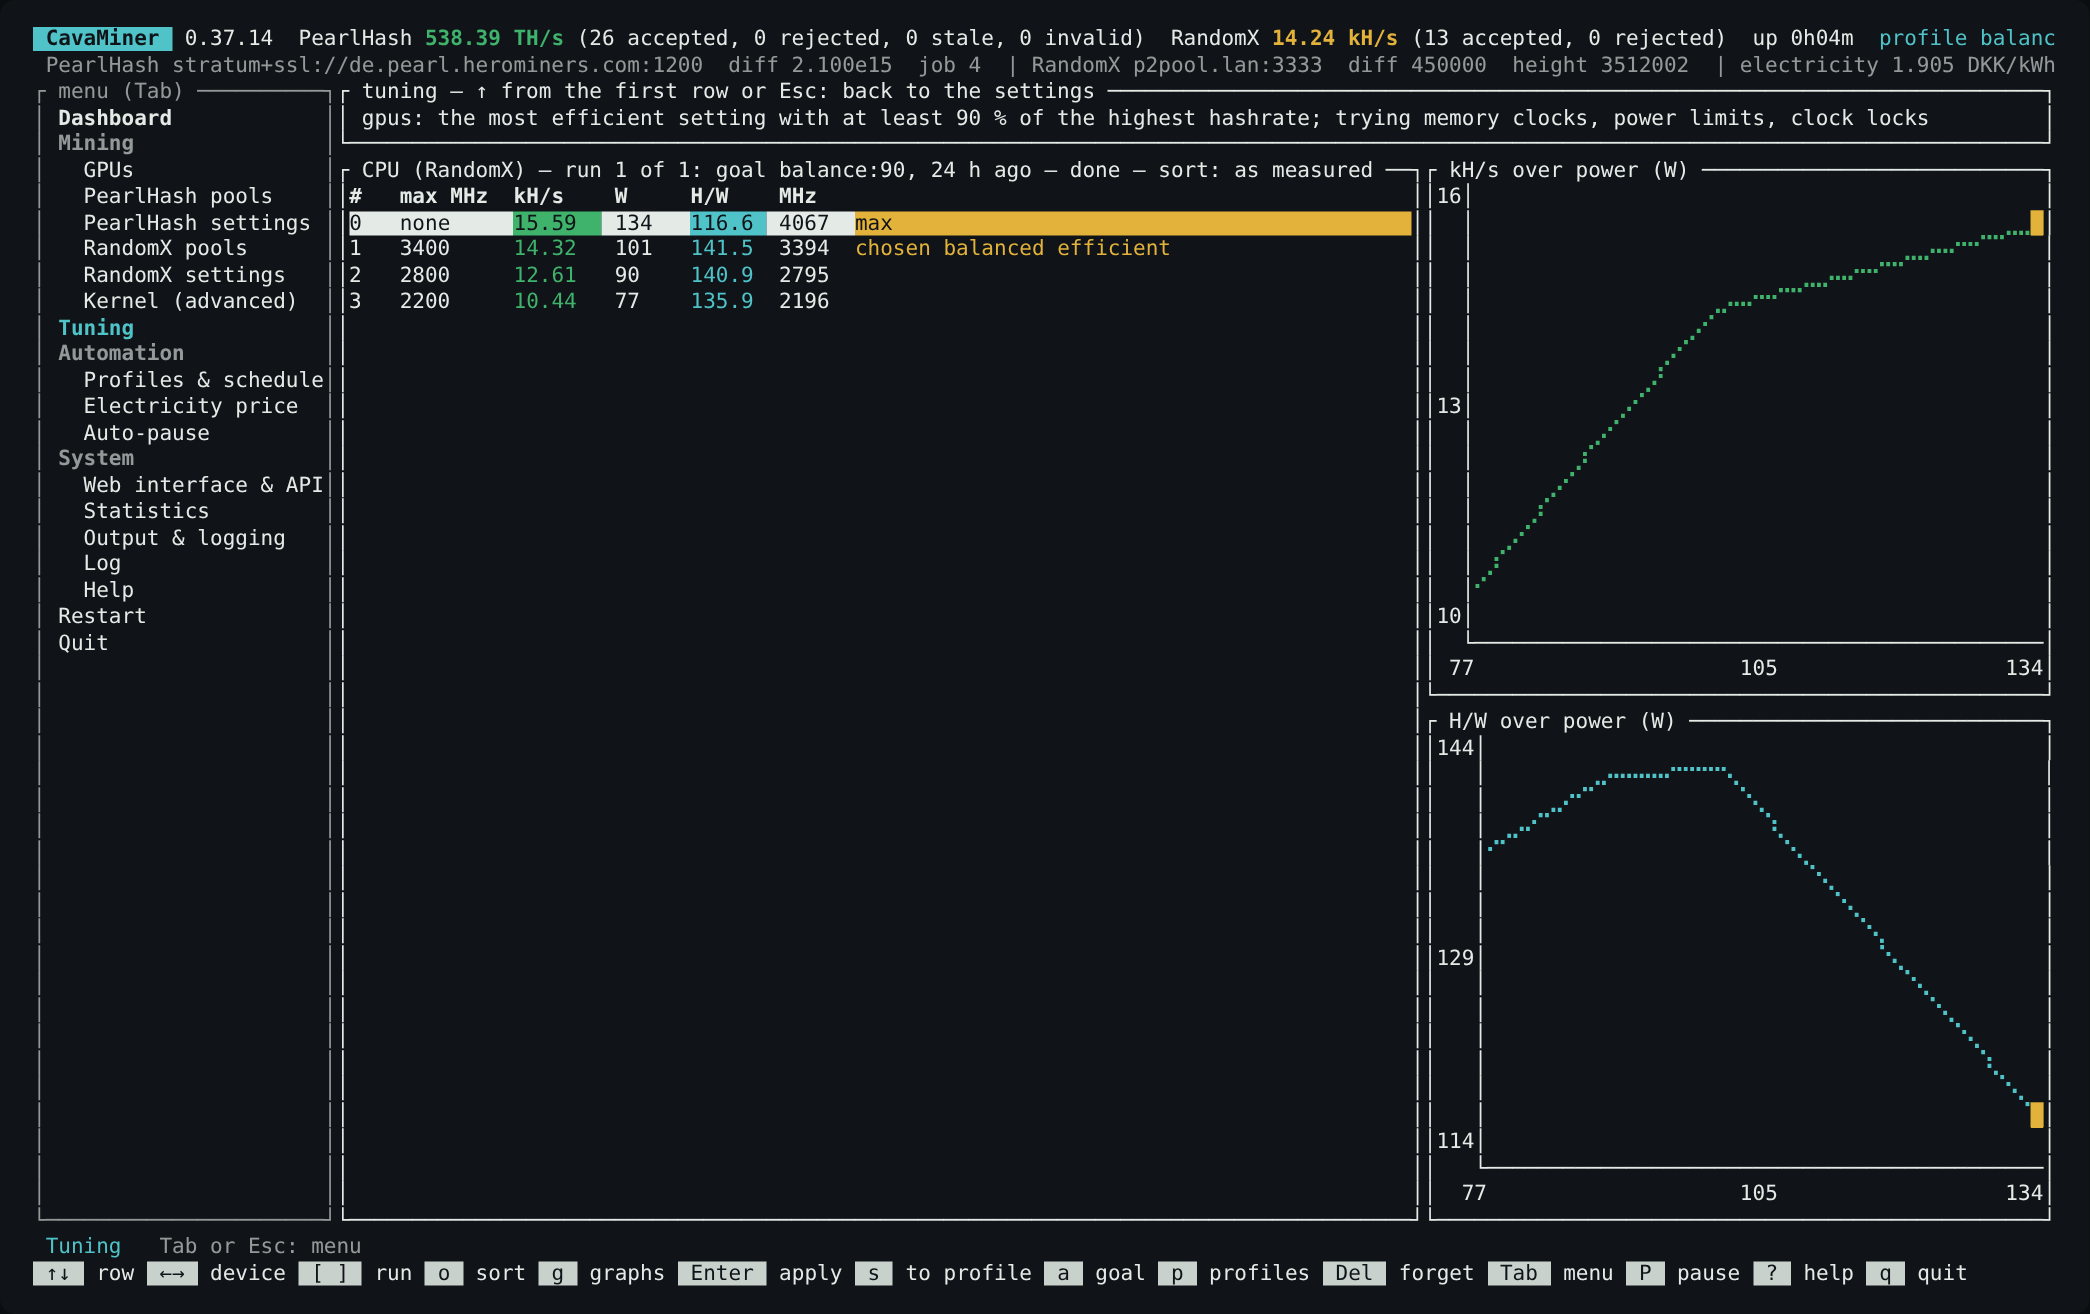 CavaMiner 0.37.14 PearlHash 538.39 TH/s (26 accepted, 0 rejected, 0 stale, 0 invalid) RandomX 14.24 kH/s (13 accepted, 0 rejected) up 0h04m profile balanc
PearlHash stratum+ssl://de.pearl.herominers.com:1200 diff 2.100e15 job 4 | RandomX p2pool.lan:3333 diff 450000 height 3512002 | electricity 1.905 DKK/kWh
menu (Tab)
Dashboard
Mining
GPUs
PearlHash pools
PearlHash settings
RandomX pools
RandomX settings
Kernel (advanced)
Tuning
Automation
Profiles & schedule
Electricity price
Auto-pause
System
Web interface & API
Statistics
Output & logging
Log
Help
Restart
Quit
tuning — ↑ from the first row or Esc: back to the settings
gpus: the most efficient setting with at least 90 % of the highest hashrate; trying memory clocks, power limits, clock locks
CPU (RandomX) — run 1 of 1: goal balance:90, 24 h ago — done — sort: as measured
# max MHz kH/s W H/W MHz
0 none 15.59 134 116.6 4067 max
1 3400 14.32 101 141.5 3394 chosen balanced efficient
2 2800 12.61 90 140.9 2795
3 2200 10.44 77 135.9 2196
kH/s over power (W)
16
13
10
77 105 134
H/W over power (W)
144
129
114
77 105 134
Tuning Tab or Esc: menu
↑↓ row ←→ device [ ] run o sort g graphs Enter apply s to profile a goal p profiles Del forget Tab menu P pause ? help q quit